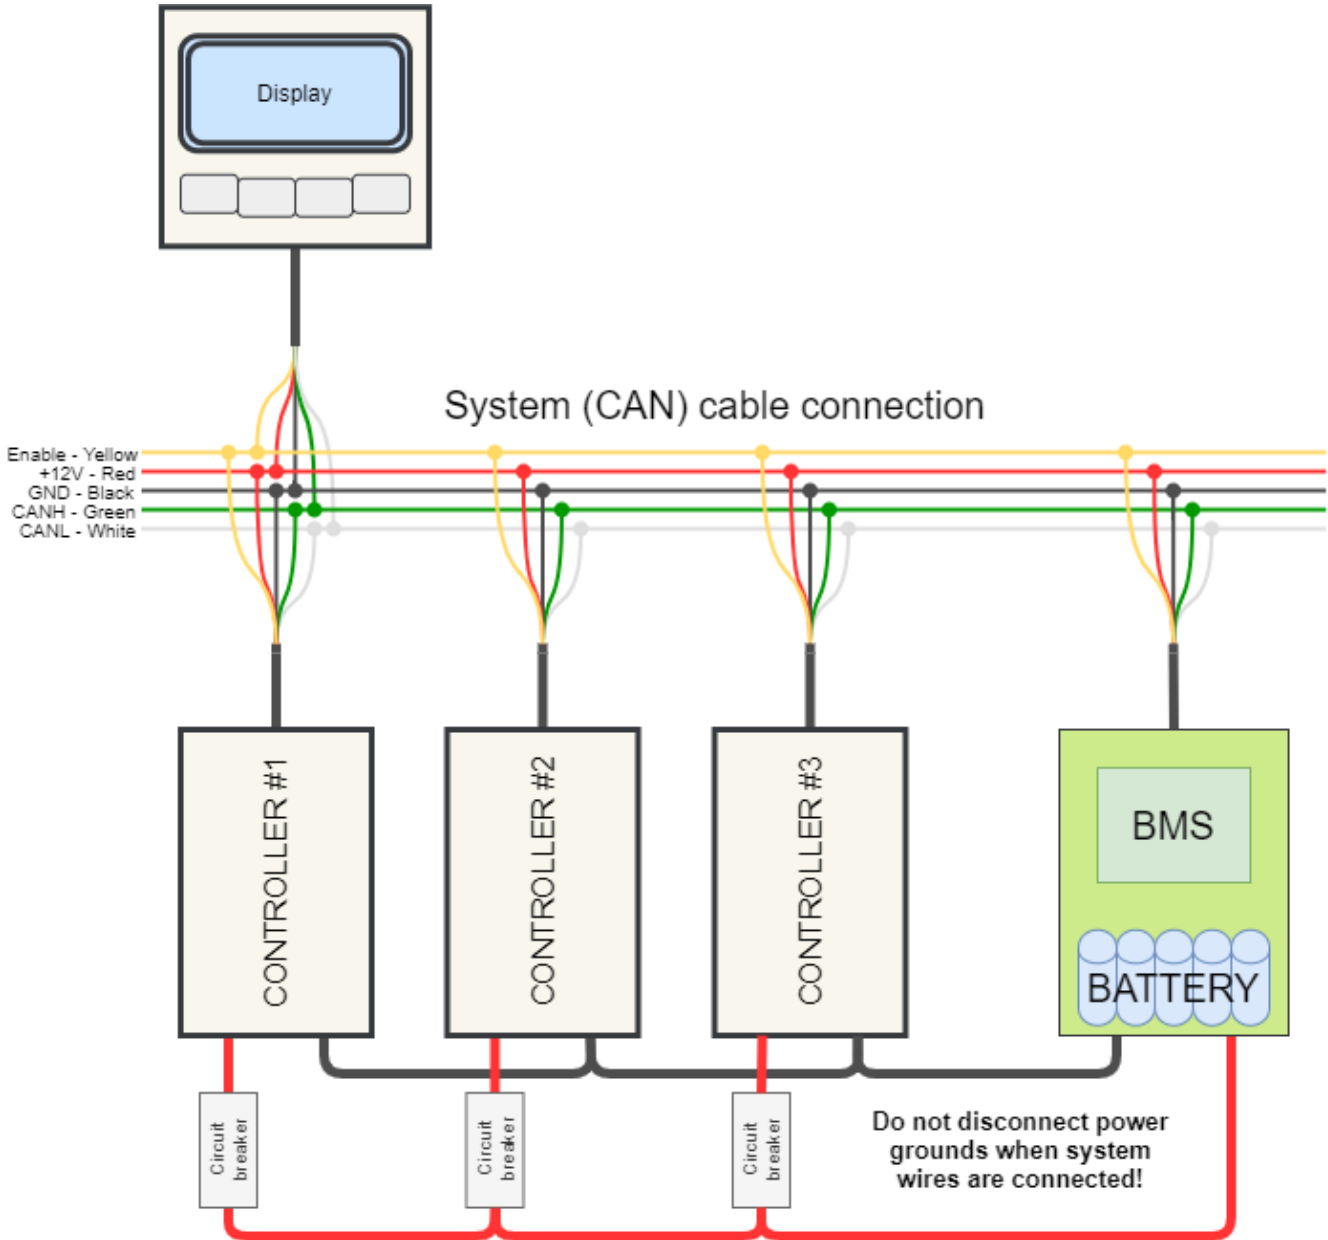 Display
System (CAN) cable connection
Enable - Yellow
+12V - Red
GND - Black
CANH - Green
CANL - White
CONTROLLER #1
CONTROLLER #2
CONTROLLER #3
BMS
BATTERY
Circuit
breaker
Circuit
breaker
Circuit
breaker
Do not disconnect power
grounds when system
wires are connected!